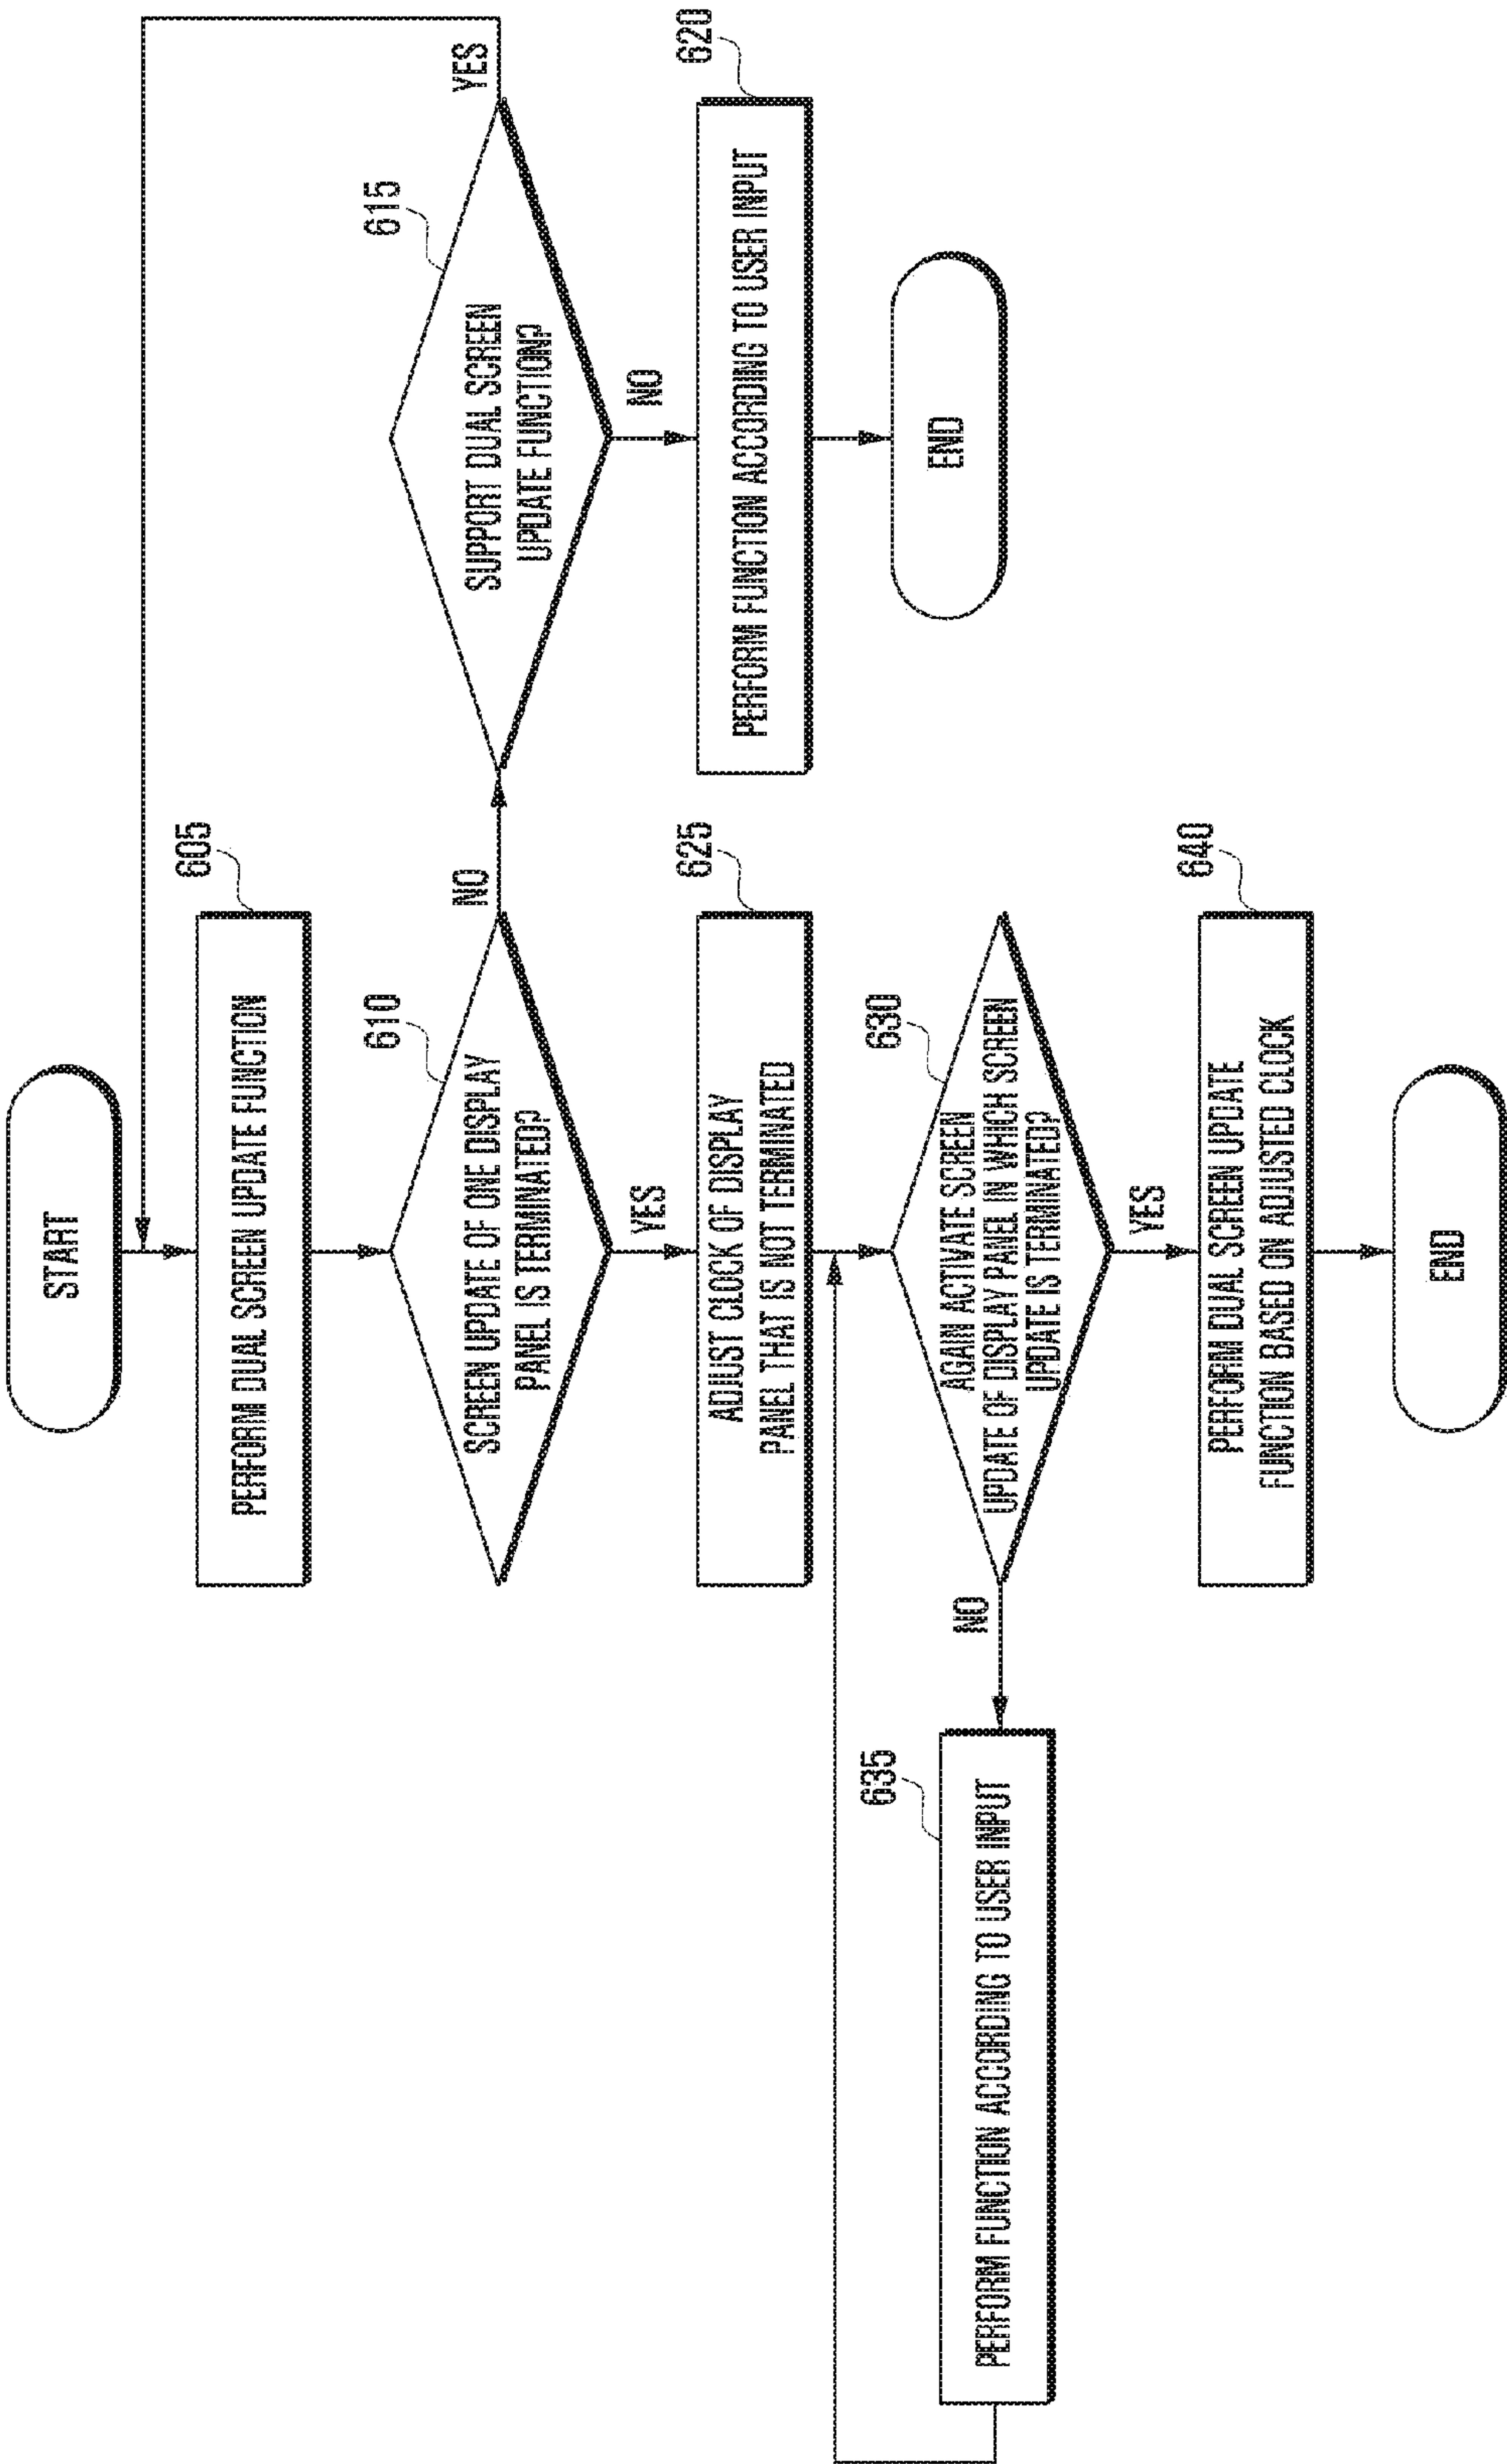 START
605
PERFORM DUAL SCREEN UPDATE FUNCTION
610
SCREEN UPDATE OF ONE DISPLAY
PANEL IS TERMINATED?
NO
YES
615
SUPPORT DUAL SCREEN
UPDATE FUNCTION?
YES
NO
620
PERFORM FUNCTION ACCORDING TO USER INPUT
END
625
ADJUST CLOCK OF DISPLAY
PANEL THAT IS NOT TERMINATED
630
AGAIN ACTIVATE SCREEN
UPDATE OF DISPLAY PANEL IN WHICH SCREEN
UPDATE IS TERMINATED?
NO
YES
635
PERFORM FUNCTION ACCORDING TO USER INPUT
640
PERFORM DUAL SCREEN UPDATE
FUNCTION BASED ON ADJUSTED CLOCK
END